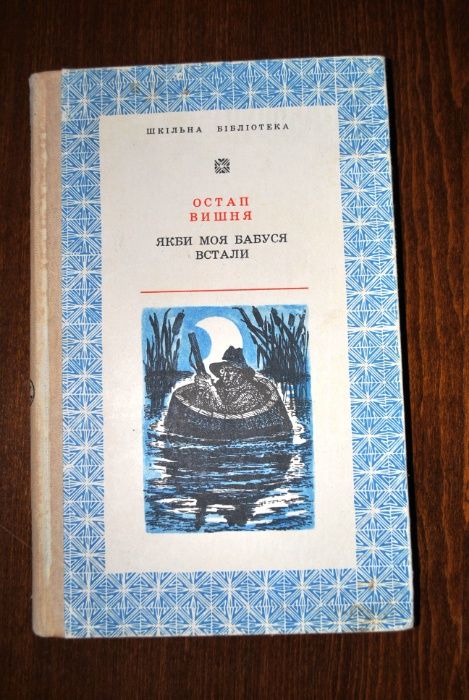 ШКІЛЬНА БІБЛІОТЕКА
ОСТАП
ВИШНЯ
ЯКБИ МОЯ БАБУСЯ
ВСТАЛИ